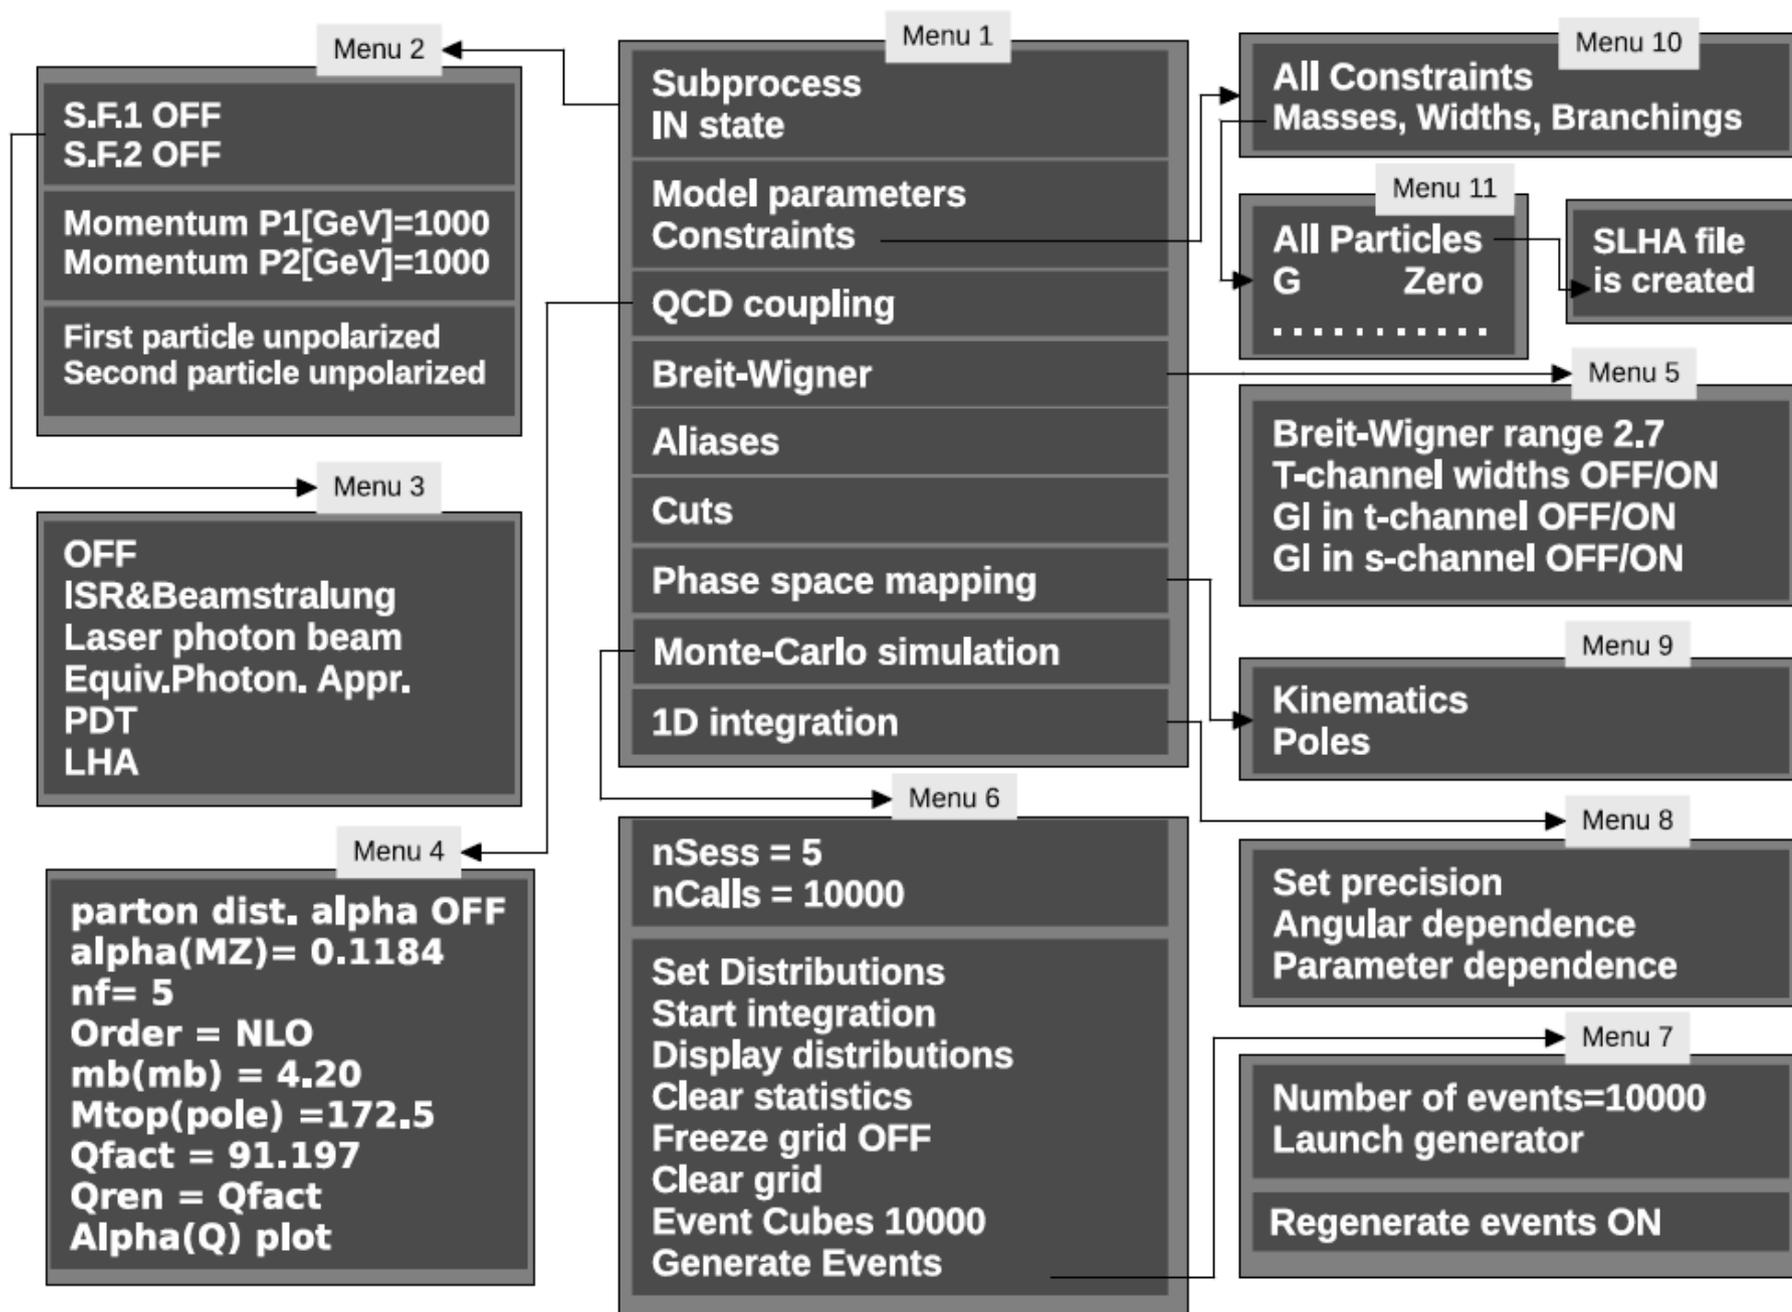 Menu 2
S.F.1 OFF
S.F.2 OFF
Momentum P1[GeV]=1000
Momentum P2[GeV]=1000
First particle unpolarized
Second particle unpolarized
Menu 3
OFF
ISR&Beamstralung
Laser photon beam
Equiv.Photon. Appr.
PDT
LHA
Menu 4
parton dist. alpha OFF
alpha(MZ)= 0.1184
nf= 5
Order = NLO
mb(mb) = 4.20
Mtop(pole) =172.5
Qfact = 91.197
Qren = Qfact
Alpha(Q) plot
Menu 1
Subprocess
IN state
Model parameters
Constraints
QCD coupling
Breit-Wigner
Aliases
Cuts
Phase space mapping
Monte-Carlo simulation
1D integration
Menu 6
nSess = 5
nCalls = 10000
Set Distributions
Start integration
Display distributions
Clear statistics
Freeze grid OFF
Clear grid
Event Cubes 10000
Generate Events
Menu 10
All Constraints
Masses, Widths, Branchings
Menu 11
All Particles
G Zero
. . . . . . . . . . .
SLHA file
is created
Menu 5
Breit-Wigner range 2.7
T-channel widths OFF/ON
Gl in t-channel OFF/ON
Gl in s-channel OFF/ON
Menu 9
Kinematics
Poles
Menu 8
Set precision
Angular dependence
Parameter dependence
Menu 7
Number of events=10000
Launch generator
Regenerate events ON